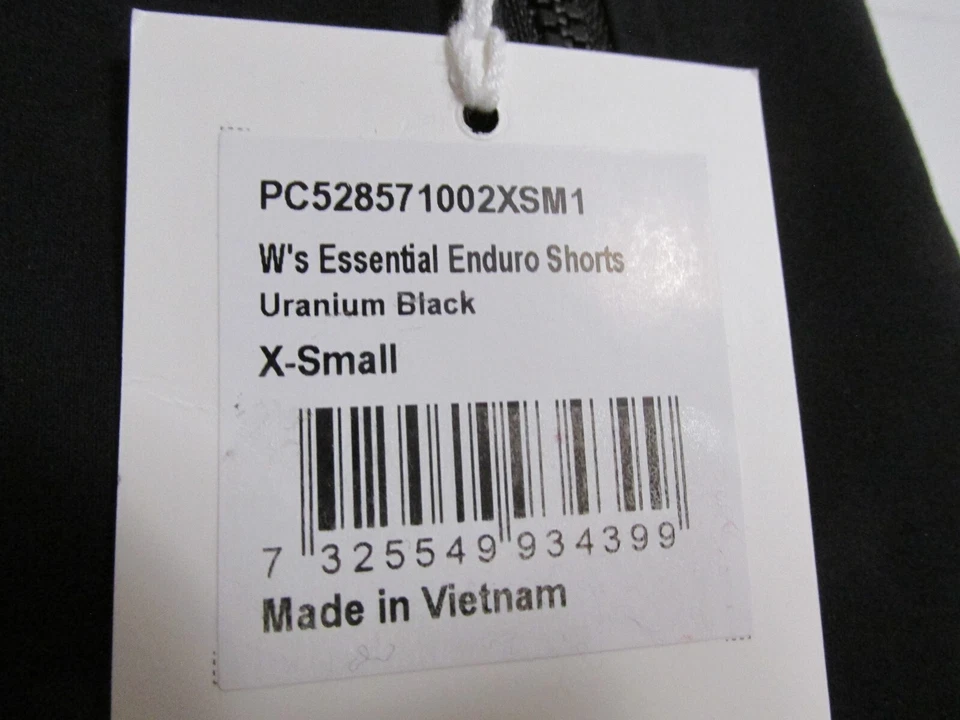 PC528571002XSM1
W's Essential Enduro Shorts
Uranium Black
X-Small
7 325549 934399
Made in Vietnam